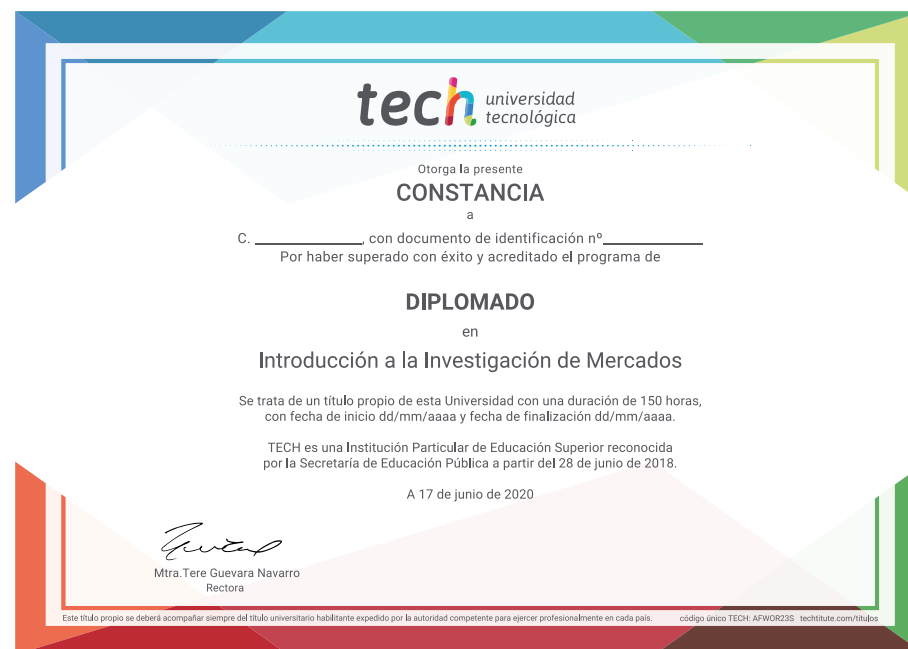 tech universidad
tecnológica
Otorga la presente
CONSTANCIA
a
C. ____________, con documento de identificación nº___________
Por haber superado con éxito y acreditado el programa de
DIPLOMADO
en
Introducción a la Investigación de Mercados
Se trata de un título propio de esta Universidad con una duración de 150 horas,
con fecha de inicio dd/mm/aaaa y fecha de finalización dd/mm/aaaa.
TECH es una Institución Particular de Educación Superior reconocida
por la Secretaría de Educación Pública a partir del 28 de junio de 2018.
A 17 de junio de 2020
Mtra.Tere Guevara Navarro
Rectora
Este título propio se deberá acompañar siempre del título universitario habilitante expedido por la autoridad competente para ejercer profesionalmente en cada país. código único TECH: AFWOR23S techtitute.com/titulos